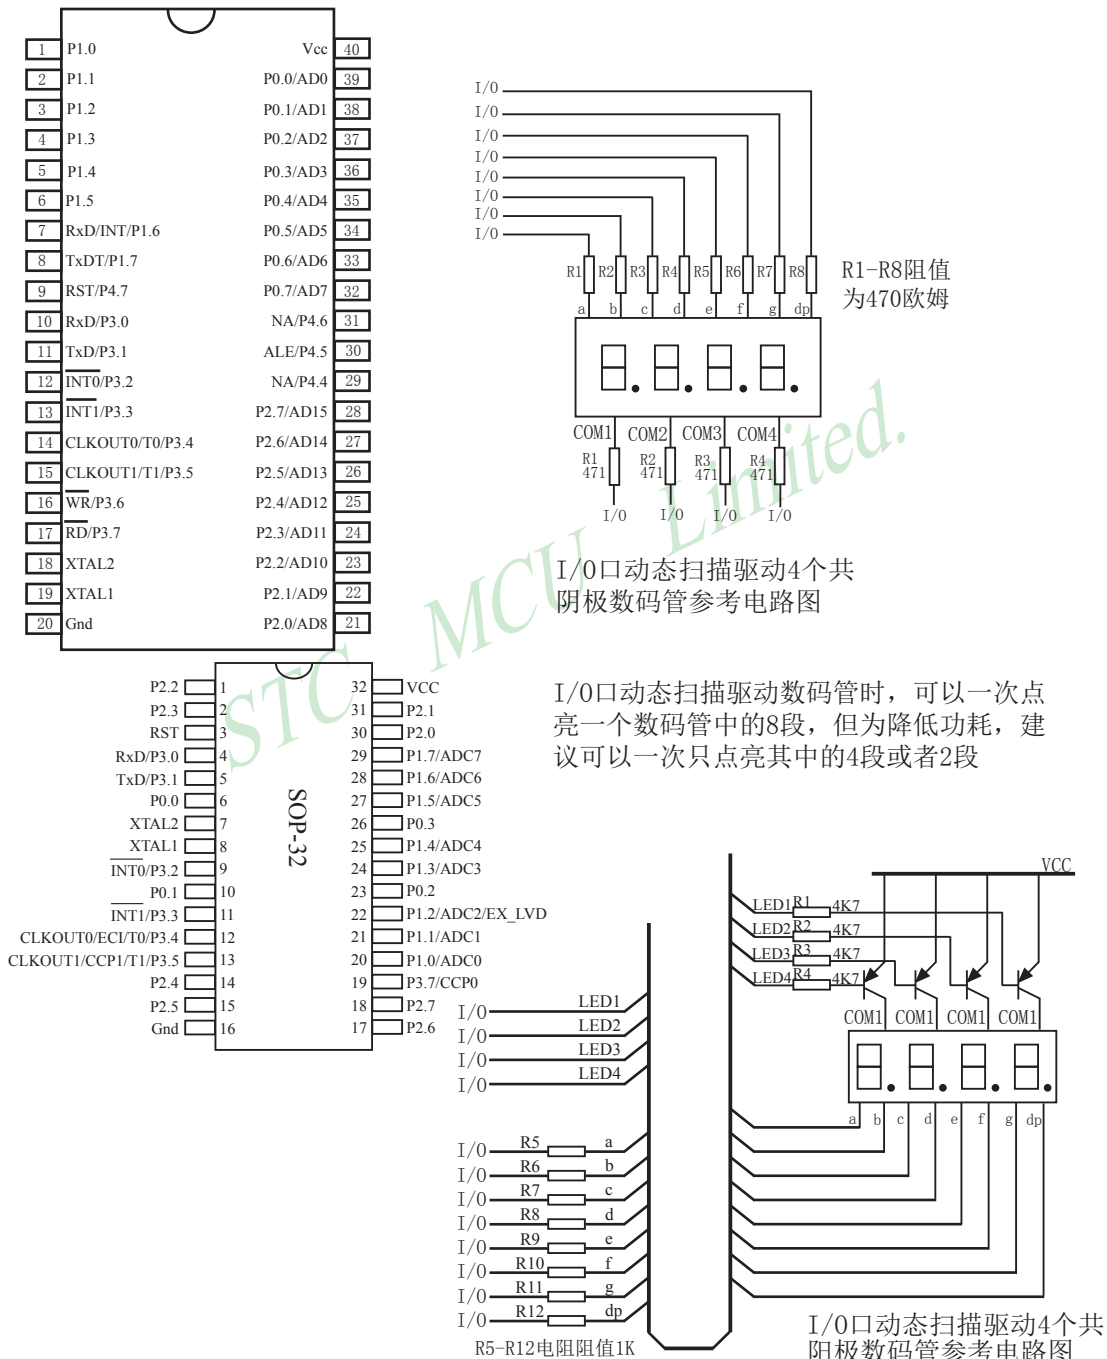 1 P1.0 Vcc 40
2 P1.1 P0.0/AD0 39
3 P1.2 P0.1/AD1 38
4 P1.3 P0.2/AD2 37
5 P1.4 P0.3/AD3 36
6 P1.5 P0.4/AD4 35
7 RxD/INT/P1.6 P0.5/AD5 34
8 TxDT/P1.7 P0.6/AD6 33
9 RST/P4.7 P0.7/AD7 32
10 RxD/P3.0 NA/P4.6 31
11 TxD/P3.1 ALE/P4.5 30
12 INT0/P3.2 NA/P4.4 29
13 INT1/P3.3 P2.7/AD15 28
14 CLKOUT0/T0/P3.4 P2.6/AD14 27
15 CLKOUT1/T1/P3.5 P2.5/AD13 26
16 WR/P3.6 P2.4/AD12 25
17 RD/P3.7 P2.3/AD11 24
18 XTAL2 P2.2/AD10 23
19 XTAL1 P2.1/AD9 22
20 Gnd P2.0/AD8 21
I/O
I/O
I/O
I/O
I/O
I/O
I/O
I/O
R1 R2 R3 R4 R5 R6 R7 R8
a b c d e f g dp
R1-R8阻值
为470欧姆
COM1 COM2 COM3 COM4
R1 R2 R3 R4
471 471 471 471
I/O I/O I/O I/O
I/O口动态扫描驱动4个共
阴极数码管参考电路图
STC MCU Limited.
I/O口动态扫描驱动数码管时，可以一次点
亮一个数码管中的8段，但为降低功耗，建
议可以一次只点亮其中的4段或者2段
P2.2 1 32 VCC
P2.3 2 31 P2.1
RST 3 30 P2.0
RxD/P3.0 4 29 P1.7/ADC7
TxD/P3.1 5 28 P1.6/ADC6
P0.0 6 27 P1.5/ADC5
XTAL2 7 26 P0.3
XTAL1 8 25 P1.4/ADC4
INT0/P3.2 9 24 P1.3/ADC3
P0.1 10 23 P0.2
INT1/P3.3 11 22 P1.2/ADC2/EX_LVD
CLKOUT0/ECI/T0/P3.4 12 21 P1.1/ADC1
CLKOUT1/CCP1/T1/P3.5 13 20 P1.0/ADC0
P2.4 14 19 P3.7/CCP0
P2.5 15 18 P2.7
Gnd 16 17 P2.6
SOP-32
VCC
LED1 R1 4K7
LED2 R2 4K7
LED3 R3 4K7
LED4 R4 4K7
COM1 COM1 COM1 COM1
a b c d e f g dp
I/O LED1
I/O LED2
I/O LED3
I/O LED4
I/O R5 a
I/O R6 b
I/O R7 c
I/O R8 d
I/O R9 e
I/O R10 f
I/O R11 g
I/O R12 dp
R5-R12电阻阻值1K
I/O口动态扫描驱动4个共
阳极数码管参考电路图